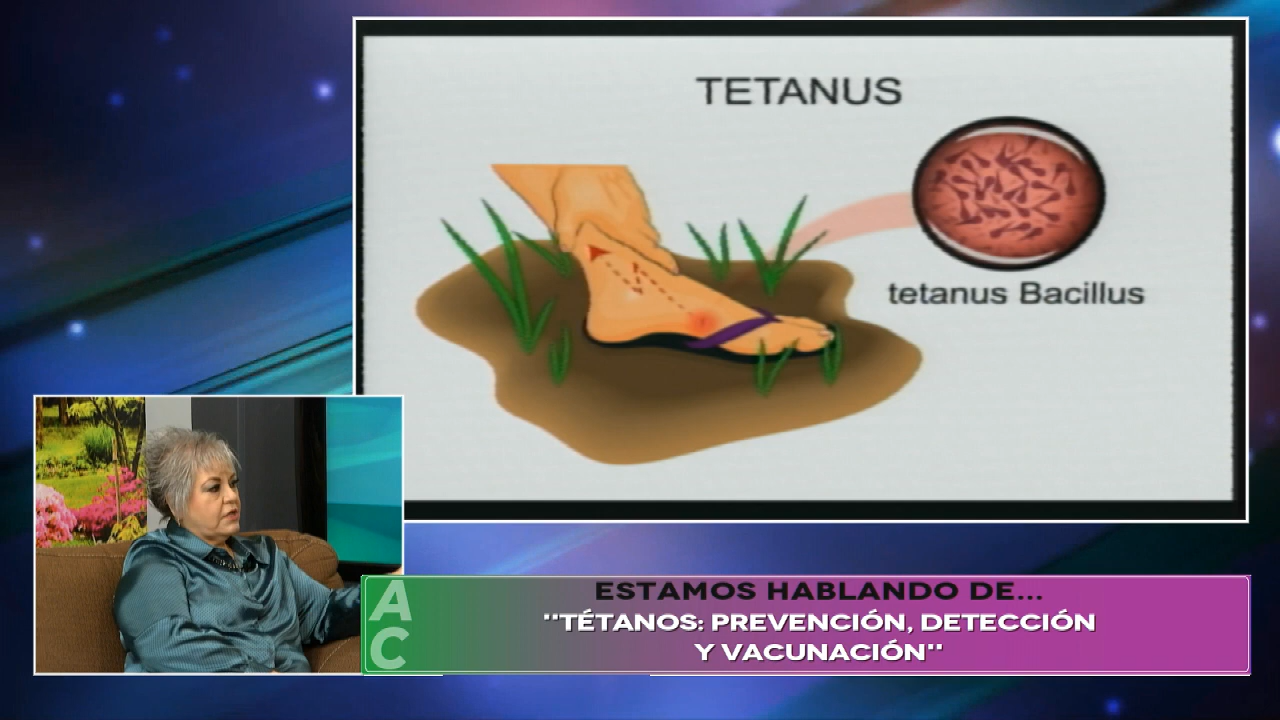 TETANUS
tetanus Bacillus
AC
ESTAMOS HABLANDO DE...
"TÉTANOS: PREVENCIÓN, DETECCIÓN
Y VACUNACIÓN"